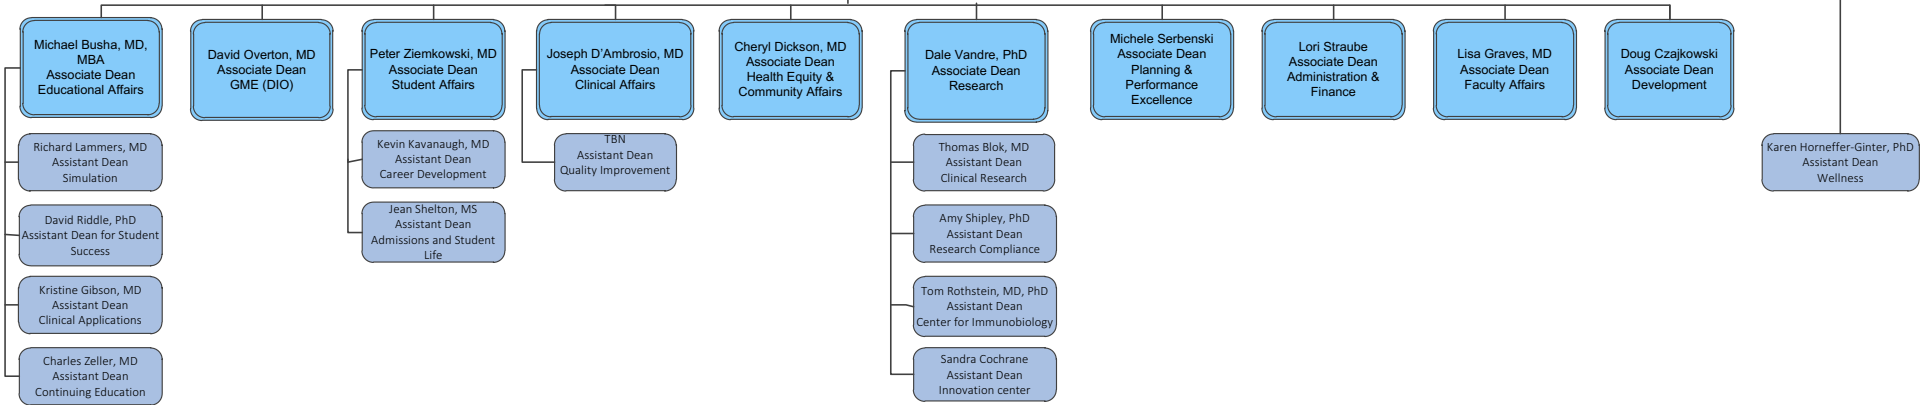 Michael Busha, MD,
MBA
Associate Dean
Educational Affairs
David Overton, MD
Associate Dean
GME (DIO)
Peter Ziemkowski, MD
Associate Dean
Student Affairs
Joseph D'Ambrosio, MD
Associate Dean
Clinical Affairs
Cheryl Dickson, MD
Associate Dean
Health Equity &
Community Affairs
Dale Vandre, PhD
Associate Dean
Research
Michele Serbenski
Associate Dean
Planning &
Performance
Excellence
Lori Straube
Associate Dean
Administration &
Finance
Lisa Graves, MD
Associate Dean
Faculty Affairs
Doug Czajkowski
Associate Dean
Development
Richard Lammers, MD
Assistant Dean
Simulation
David Riddle, PhD
Assistant Dean for Student
Success
Kristine Gibson, MD
Assistant Dean
Clinical Applications
Charles Zeller, MD
Assistant Dean
Continuing Education
Kevin Kavanaugh, MD
Assistant Dean
Career Development
Jean Shelton, MS
Assistant Dean
Admissions and Student
Life
TBN
Assistant Dean
Quality Improvement
Thomas Blok, MD
Assistant Dean
Clinical Research
Amy Shipley, PhD
Assistant Dean
Research Compliance
Tom Rothstein, MD, PhD
Assistant Dean
Center for Immunobiology
Sandra Cochrane
Assistant Dean
Innovation center
Karen Horneffer-Ginter, PhD
Assistant Dean
Wellness